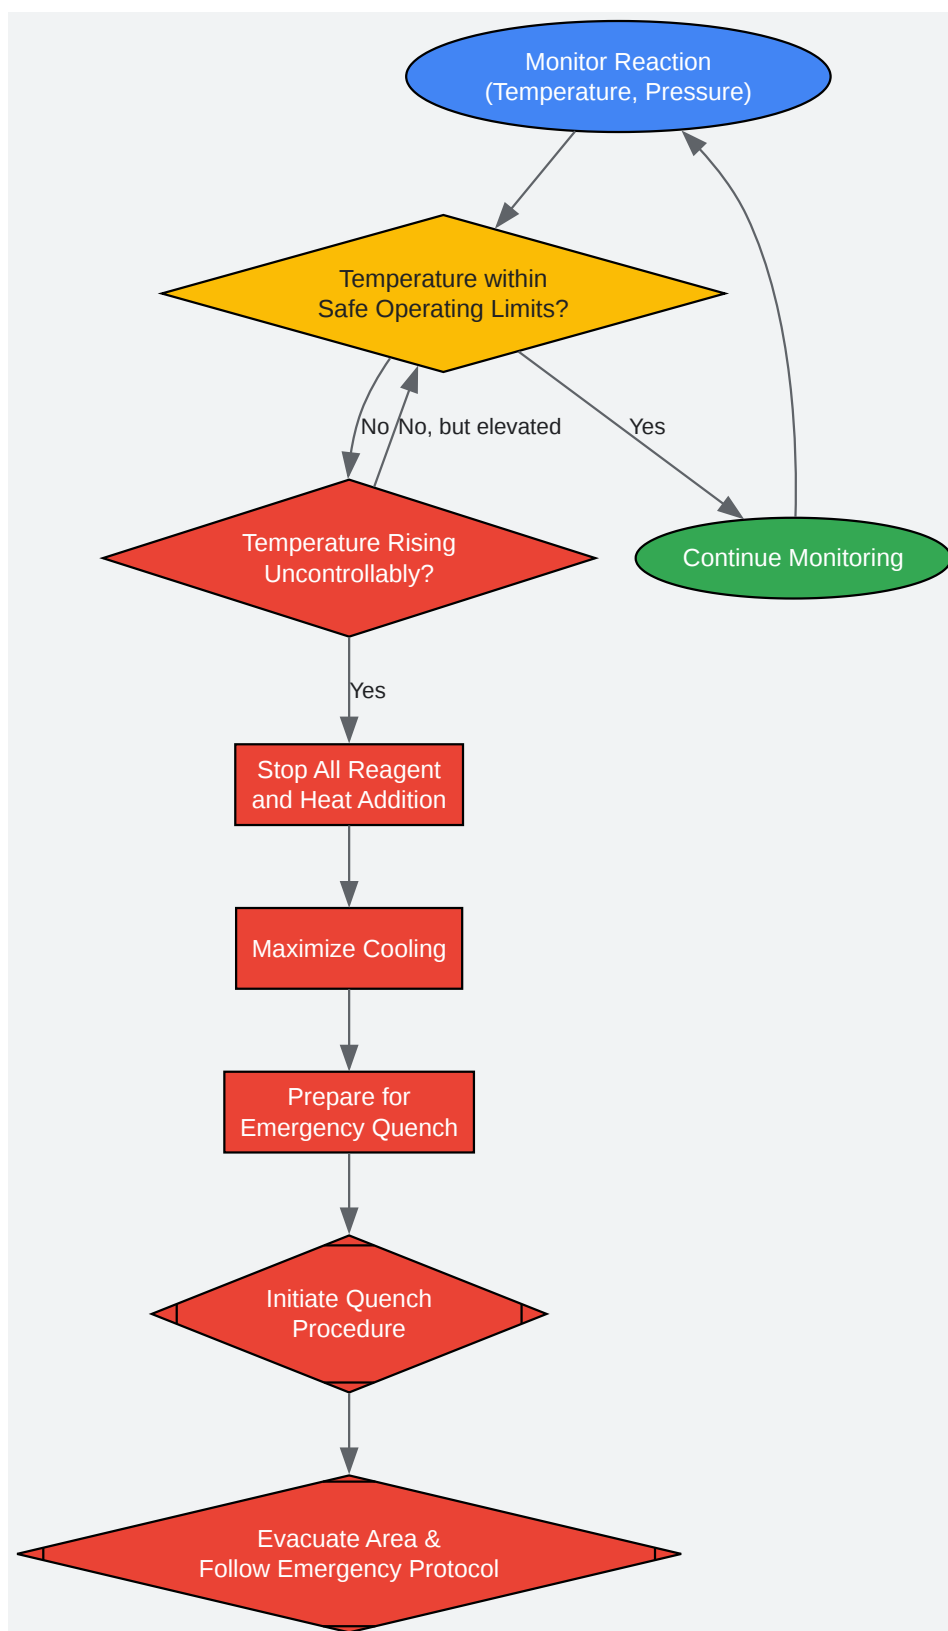 Monitor Reaction
(Temperature, Pressure)
Temperature within
Safe Operating Limits?
No
No, but elevated
Yes
Temperature Rising
Uncontrollably?
Continue Monitoring
Yes
Stop All Reagent
and Heat Addition
Maximize Cooling
Prepare for
Emergency Quench
Initiate Quench
Procedure
Evacuate Area &
Follow Emergency Protocol